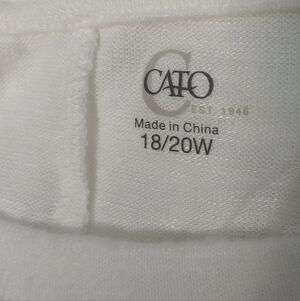 C
CATO
EST. 1946
Made in China
18/20W